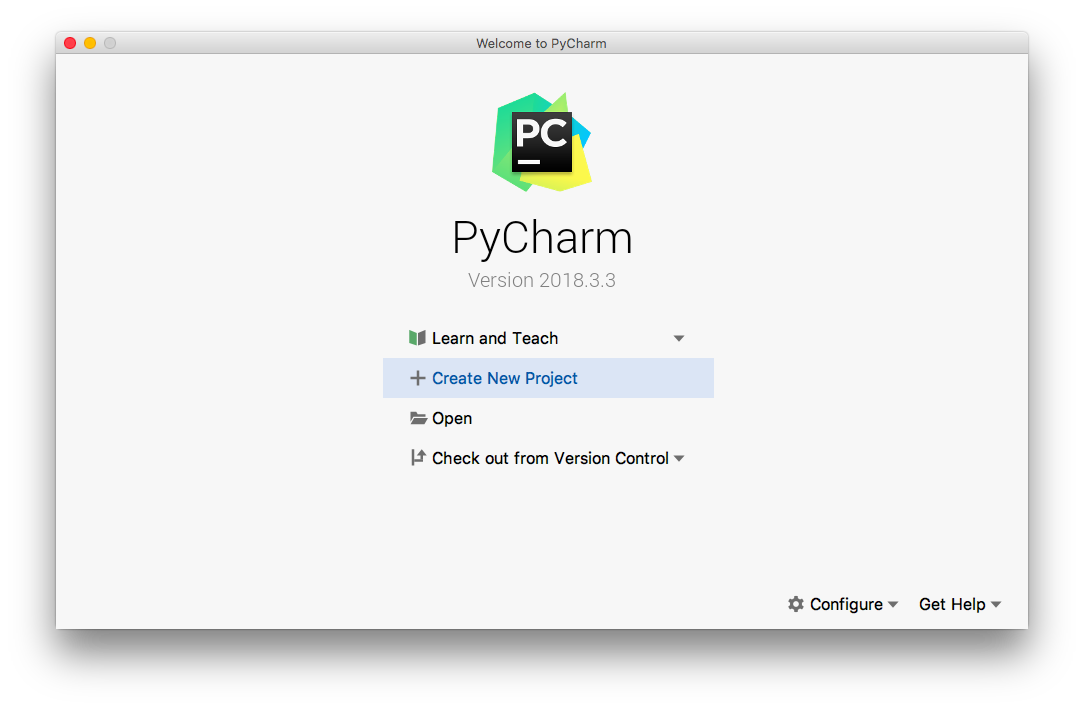 Welcome to PyCharm
PC
PyCharm
Version 2018.3.3
Learn and Teach
Create New Project
Open
Check out from Version Control
Configure
Get Help